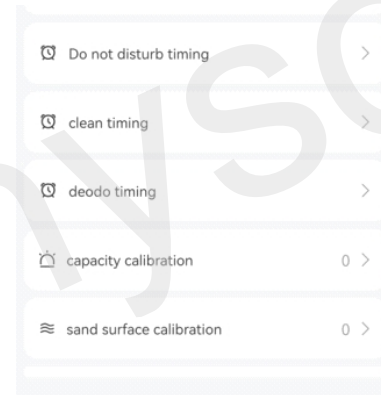 Do not disturb timing
clean timing
deodo timing
capacity calibration 0
sand surface calibration 0